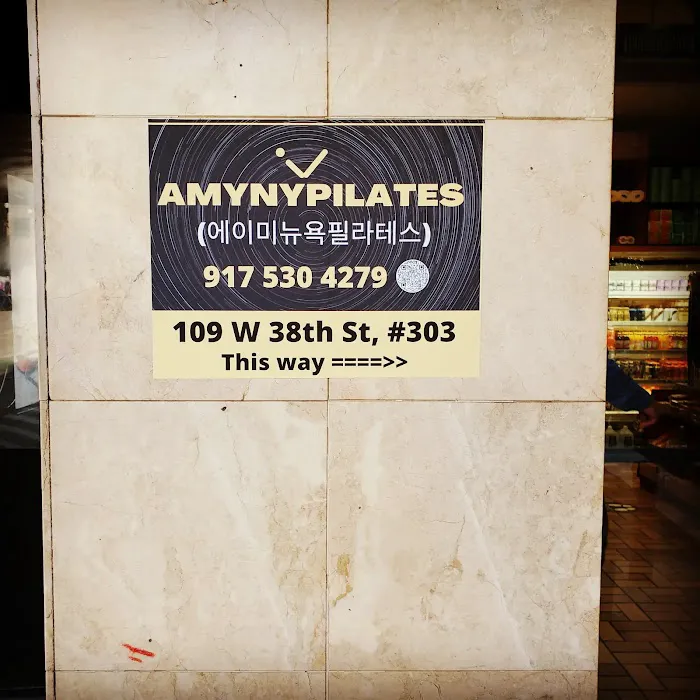 AMYNYPILATES
(에이미뉴욕필라테스)
917 530 4279
109 W 38th St, #303
This way ====>>